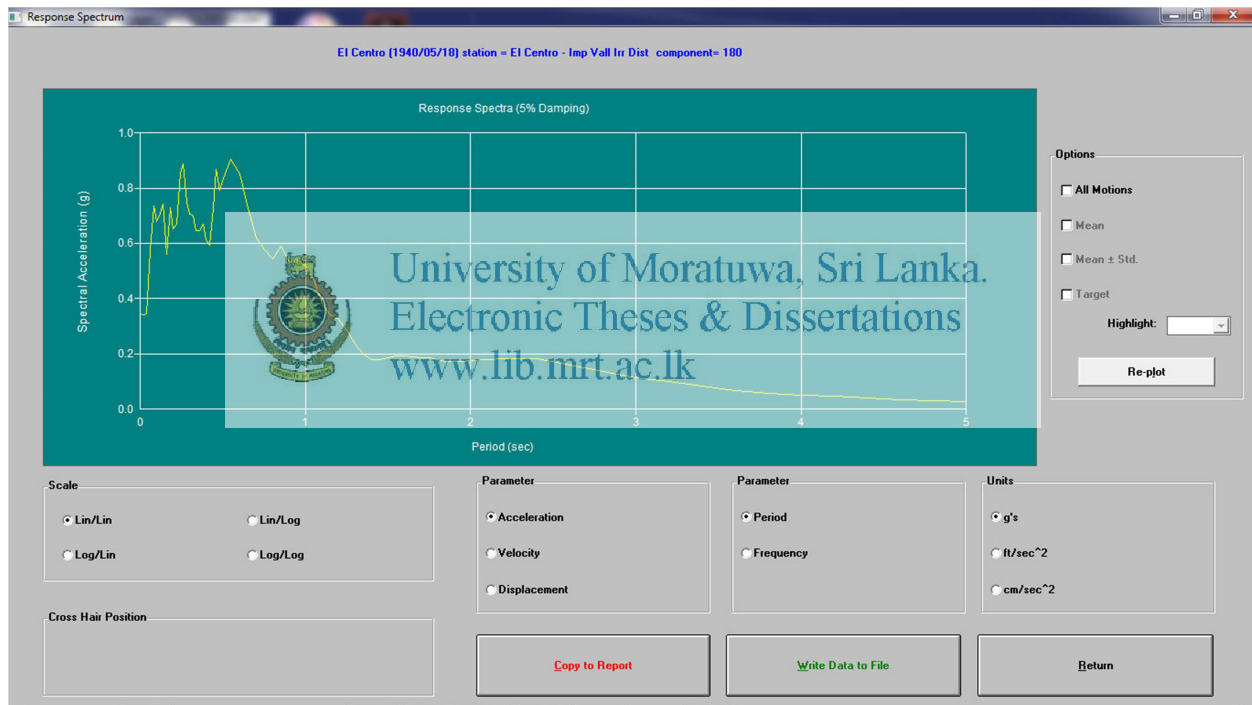 Response Spectrum
El Centro (1940/05/18) station = El Centro - Imp Vall Irr Dist component= 180
Response Spectra (5% Damping)
Spectral Acceleration (g)
1.0
0.8
0.6
0.4
0.2
0.0
0 1 2 3 4 5
Period (sec)
University of Moratuwa, Sri Lanka.
Electronic Theses & Dissertations
www.lib.mrt.ac.lk
Options
All Motions
Mean
Mean ± Std.
Target
Highlight:
Re-plot
Scale
Lin/Lin Lin/Log
Log/Lin Log/Log
Cross Hair Position
Parameter
Acceleration
Velocity
Displacement
Parameter
Period
Frequency
Units
g's
ft/sec^2
cm/sec^2
Copy to Report
Write Data to File
Return